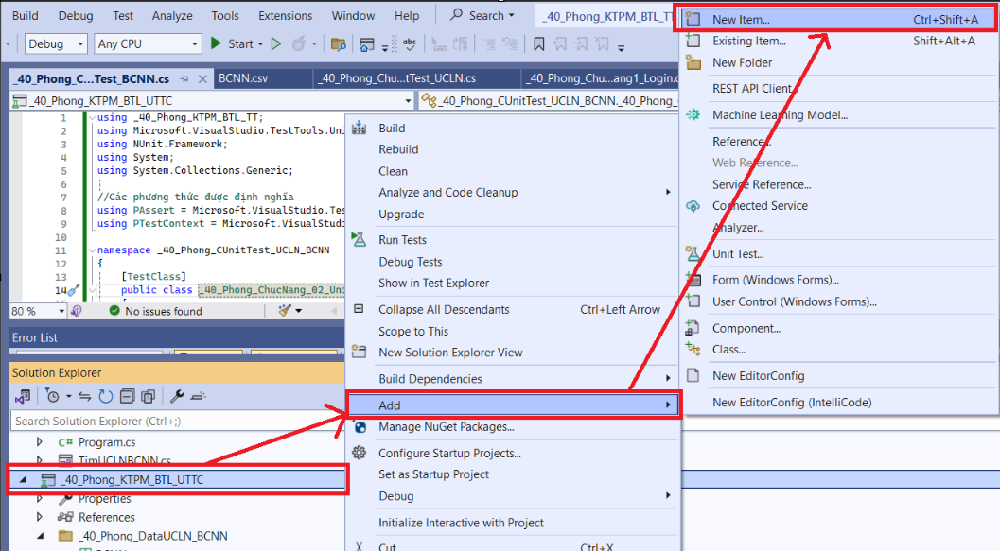 Build Debug Test Analyze Tools Extensions Window Help Search _40_Phong_KTPM_BTL_TT
Debug Any CPU Start
_40_Phong_C...Test_BCNN.cs BCNN.csv _40_Phong_Chu...tTest_UCLN.cs _40_Phong_Chu...ang1_Login.c
_40_Phong_KTPM_BTL_UTTC _40_Phong_CUnitTest_UCLN_BCNN._40_Phong_
1 using _40_Phong_KTPM_BTL_TT;
2 using Microsoft.VisualStudio.TestTools.Uni
3 using NUnit.Framework;
4 using System;
5 using System.Collections.Generic;
6
7 //Các phương thức được định nghĩa
8 using PAssert = Microsoft.VisualStudio.Tes
9 using PTestContext = Microsoft.VisualStudi
10
11 namespace _40_Phong_CUnitTest_UCLN_BCNN
12 {
13 [TestClass]
14 public class _40_Phong_ChucNang_02_Uni
80 % No issues found
Error List
Solution Explorer
Search Solution Explorer (Ctrl+;)
C# Program.cs
TimUCLNBCNN.cs
_40_Phong_KTPM_BTL_UTTC
Properties
References
_40_Phong_DataUCLN_BCNN
Build
Rebuild
Clean
Analyze and Code Cleanup
Upgrade
Run Tests
Debug Tests
Show in Test Explorer
Collapse All Descendants Ctrl+Left Arrow
Scope to This
New Solution Explorer View
Build Dependencies
Add
Manage NuGet Packages...
Configure Startup Projects...
Set as Startup Project
Debug
Initialize Interactive with Project
Cut Ctrl+X
New Item... Ctrl+Shift+A
Existing Item... Shift+Alt+A
New Folder
REST API Client...
Machine Learning Model...
Reference...
Web Reference...
Service Reference...
Connected Service
Analyzer...
Unit Test...
Form (Windows Forms)...
User Control (Windows Forms)...
Component...
Class...
New EditorConfig
New EditorConfig (IntelliCode)